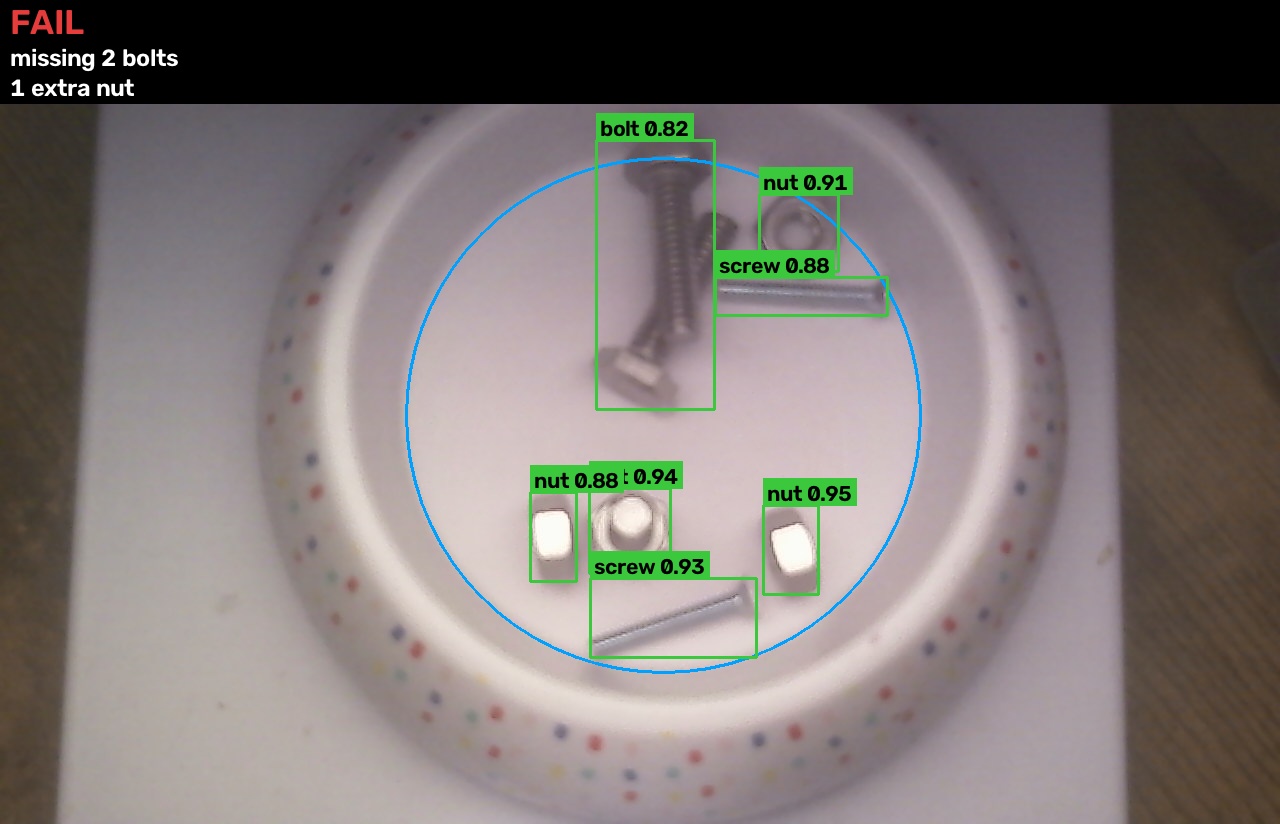 FAIL
missing 2 bolts
1 extra nut
bolt 0.82
nut 0.91
screw 0.88
nut 0.88
t 0.94
nut 0.95
screw 0.93